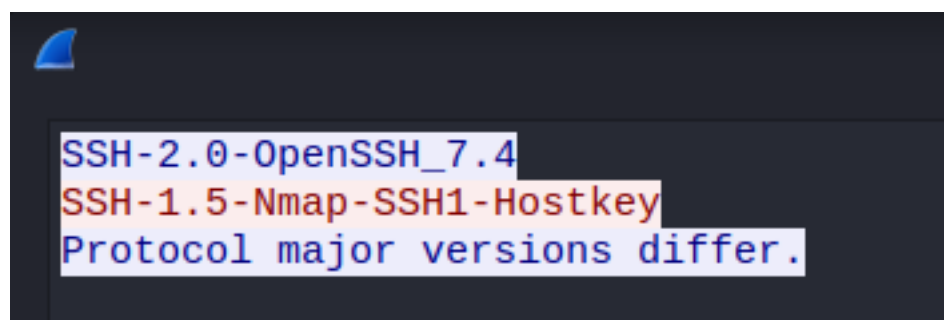 SSH-2.0-OpenSSH_7.4
SSH-1.5-Nmap-SSH1-Hostkey
Protocol major versions differ.